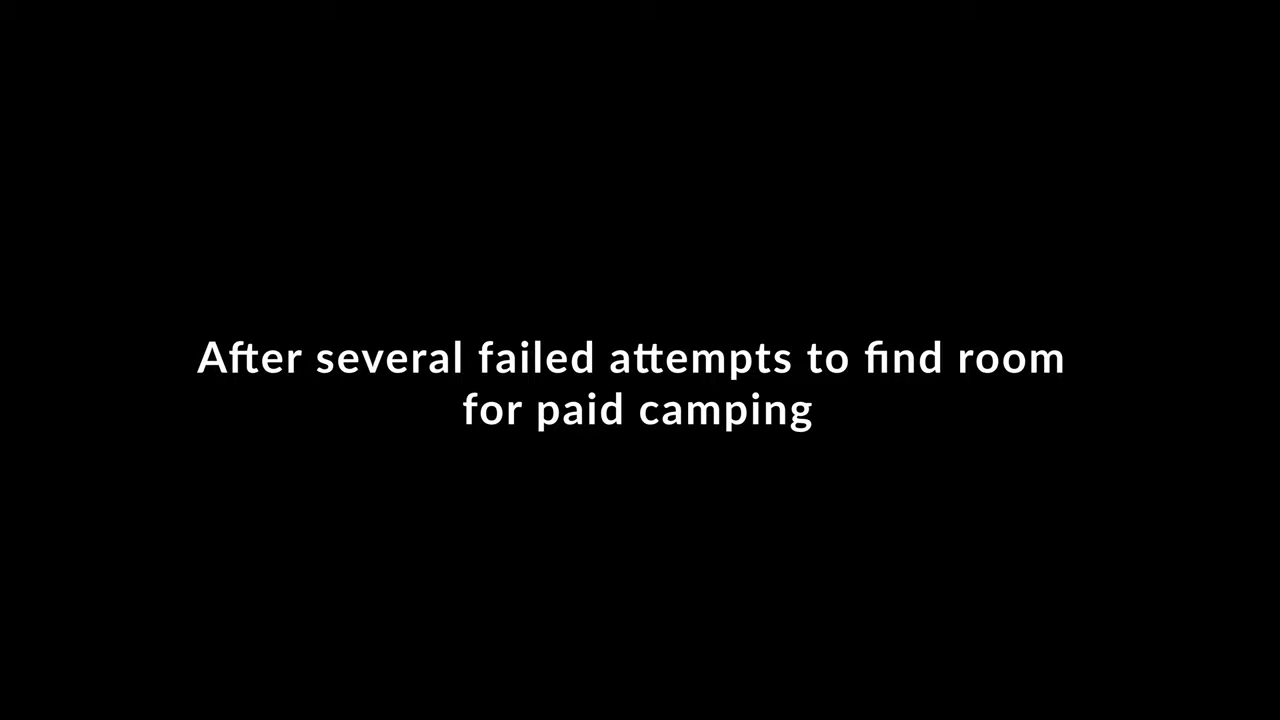 After several failed attempts to find room
for paid camping